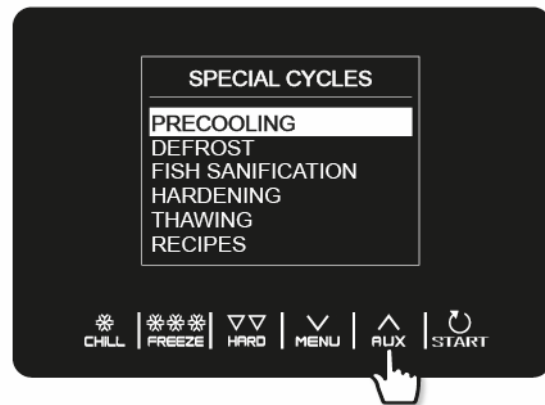 SPECIAL CYCLES
PRECOOLING
DEFROST
FISH SANIFICATION
HARDENING
THAWING
RECIPES
CHILL FREEZE HARD MENU AUX START